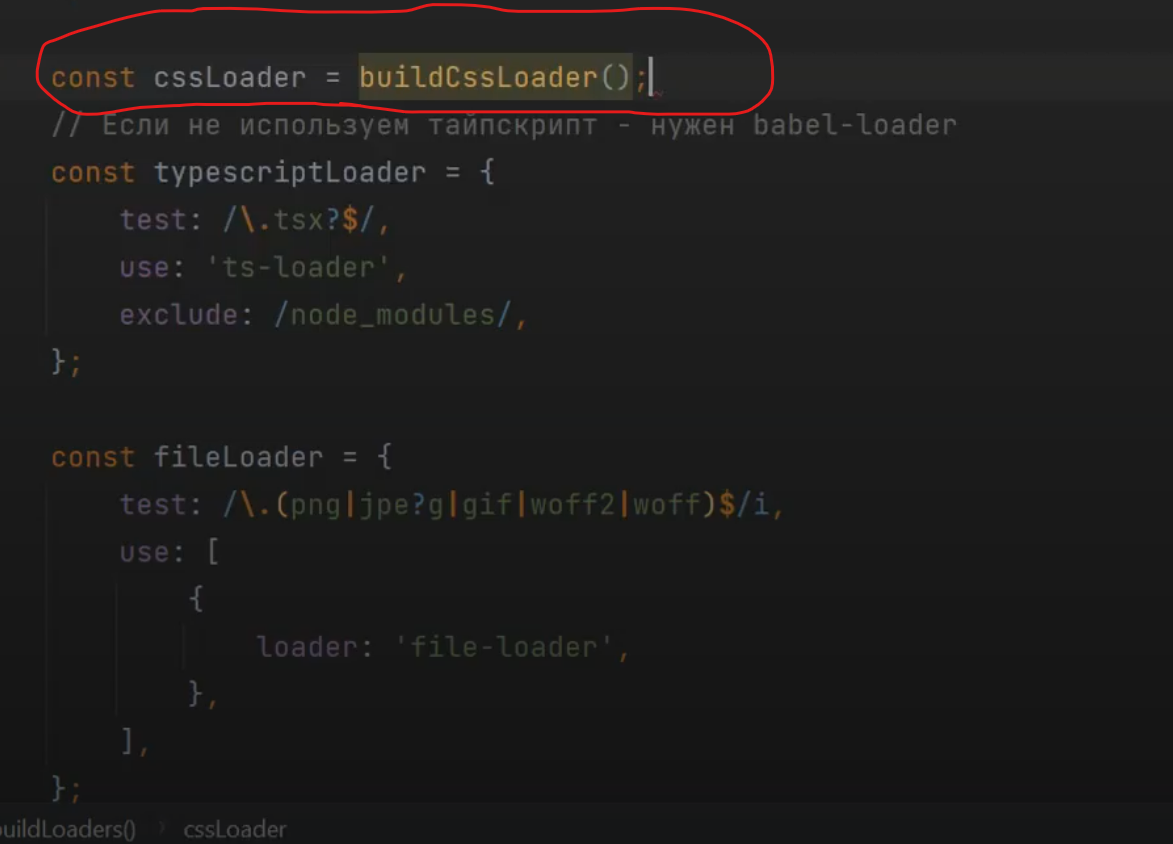 const cssLoader = buildCssLoader();
// Если не используем тайпскрипт - нужен babel-loader
const typescriptLoader = {
test: /\.tsx?$/,
use: 'ts-loader',
exclude: /node_modules/,
};
const fileLoader = {
test: /\.(png|jpe?g|gif|woff2|woff)$/i,
use: [
{
loader: 'file-loader',
},
],
};
uildLoaders() › cssLoader